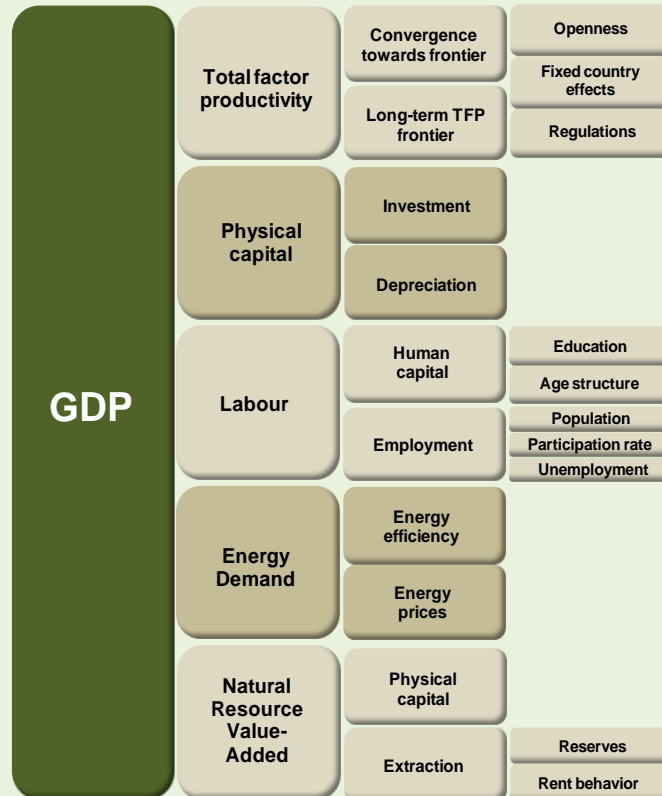 GDP
Total factor
productivity
Convergence
towards frontier
Openness
Fixed country
effects
Long-term TFP
frontier
Regulations
Physical
capital
Investment
Depreciation
Labour
Human
capital
Education
Age structure
Employment
Population
Participation rate
Unemployment
Energy
Demand
Energy
efficiency
Energy
prices
Natural
Resource
Value-
Added
Physical
capital
Extraction
Reserves
Rent behavior